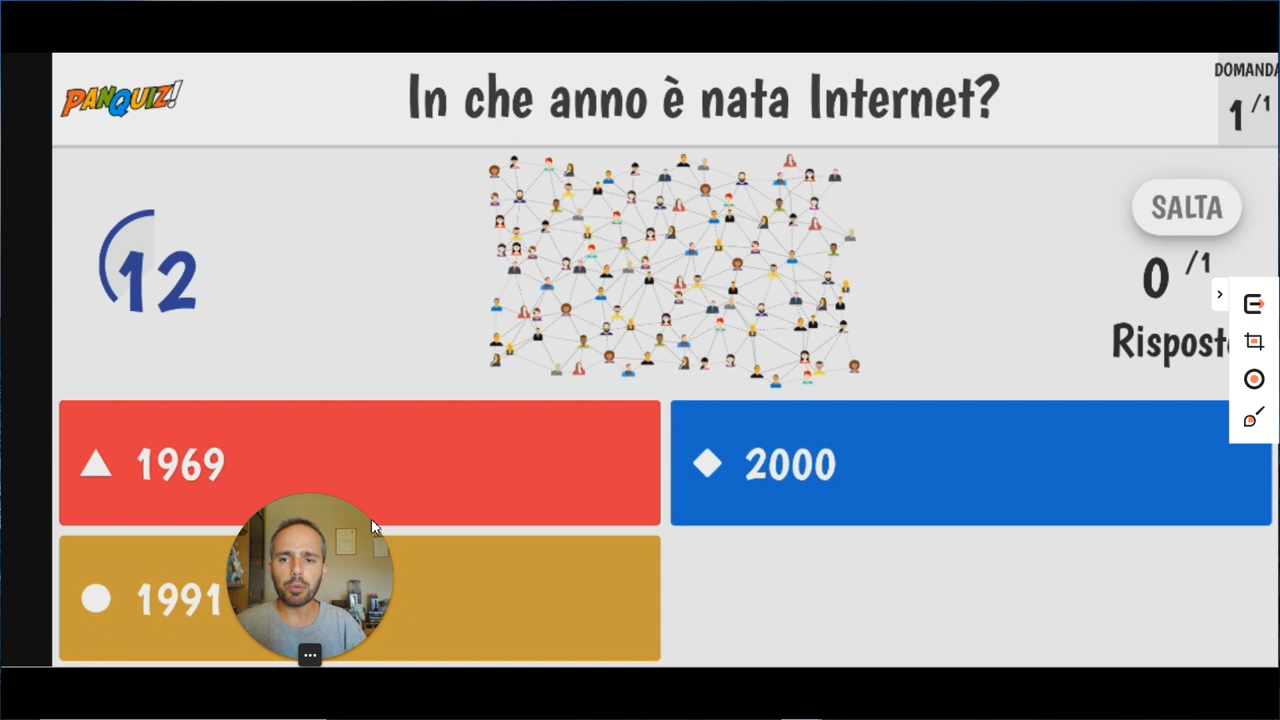 PANQUIZ!
In che anno è nata Internet?
DOMANDA
1 /1
12
SALTA
0 /1
Rispost
1969
2000
1991